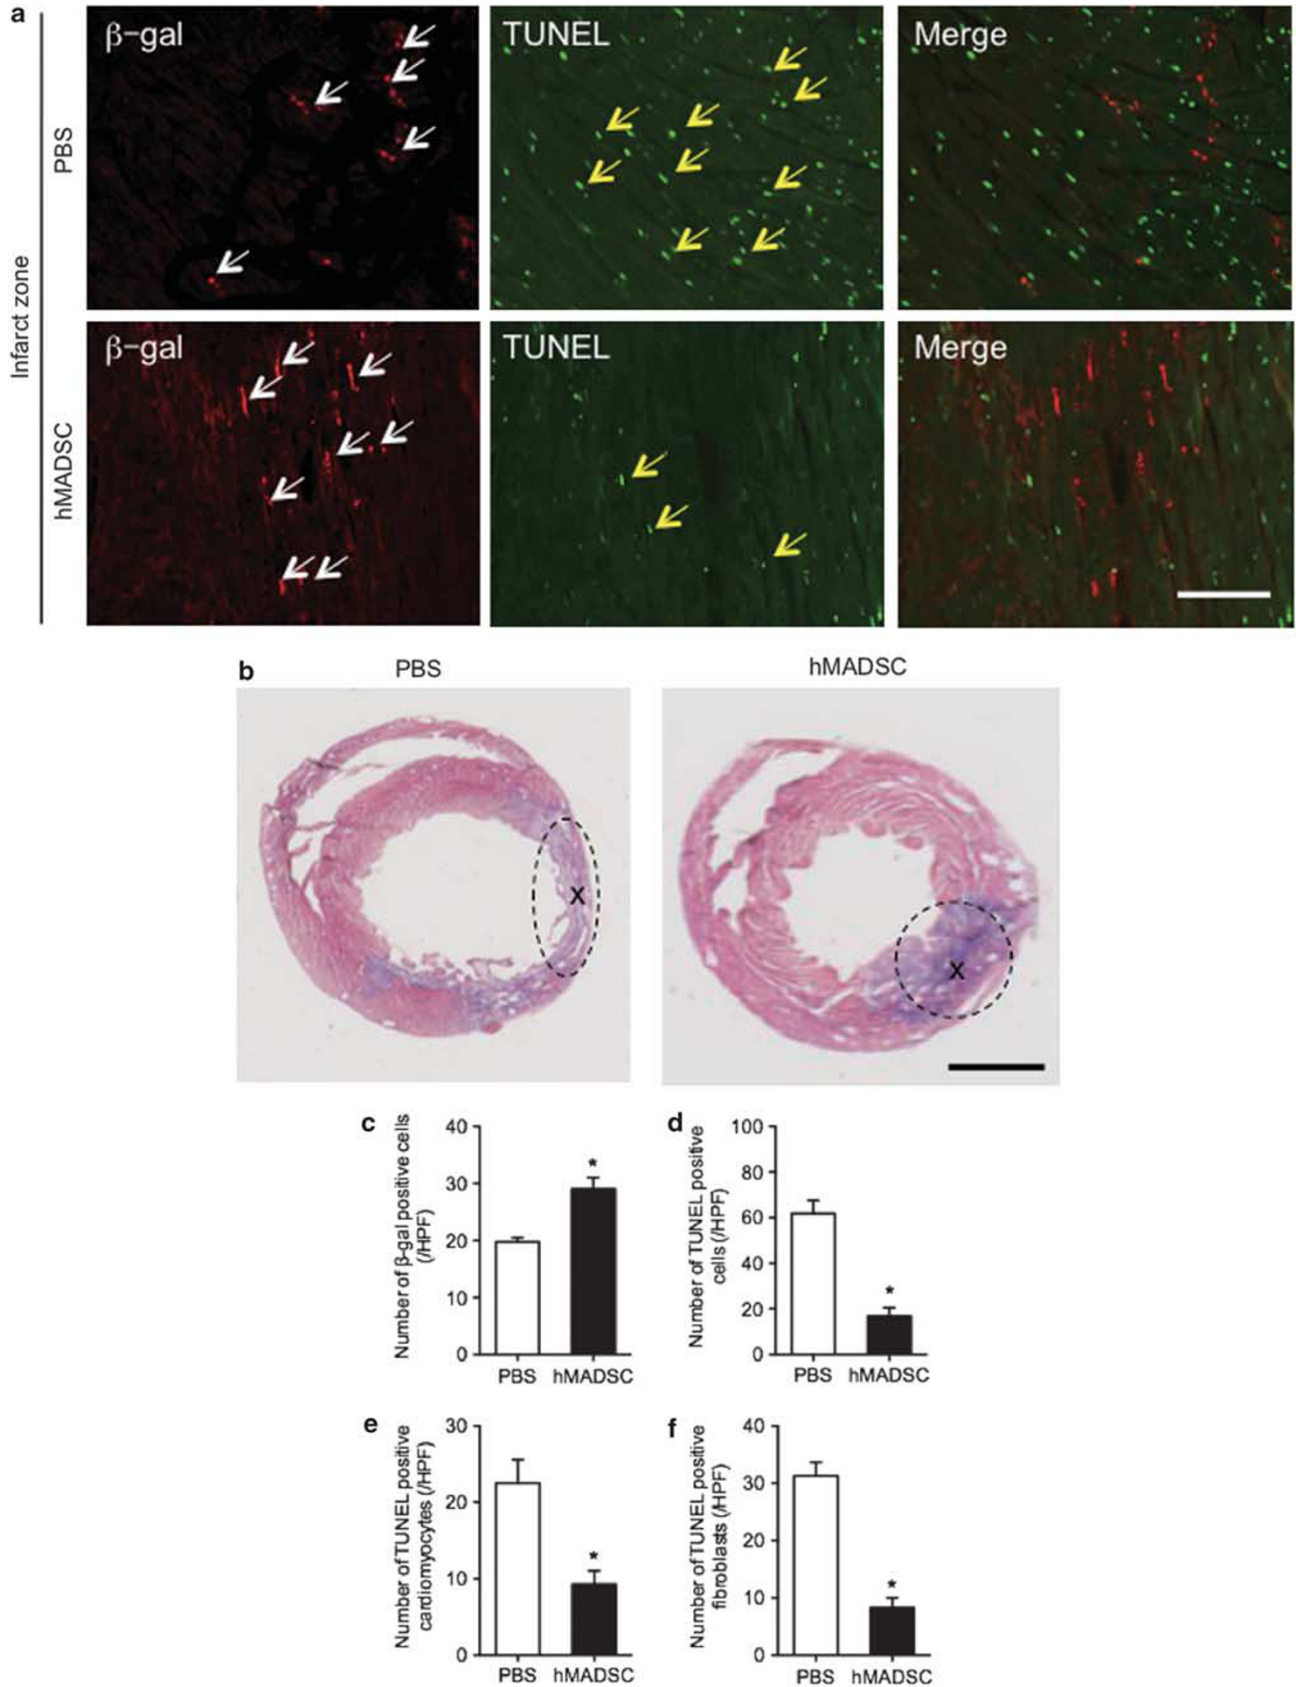 a
β-gal
TUNEL
Merge
PBS
Infarct zone
β-gal
TUNEL
Merge
hMADSC
b
PBS
hMADSC
X
X
c
Number of β-gal positive cells
(/HPF)
40
30
20
10
0
*
PBS
hMADSC
d
Number of TUNEL positive
cells (/HPF)
100
80
60
40
20
0
*
PBS
hMADSC
e
Number of TUNEL positive
cardiomyocytes (/HPF)
30
20
10
0
*
PBS
hMADSC
f
Number of TUNEL positive
fibroblasts (/HPF)
40
30
20
10
0
*
PBS
hMADSC